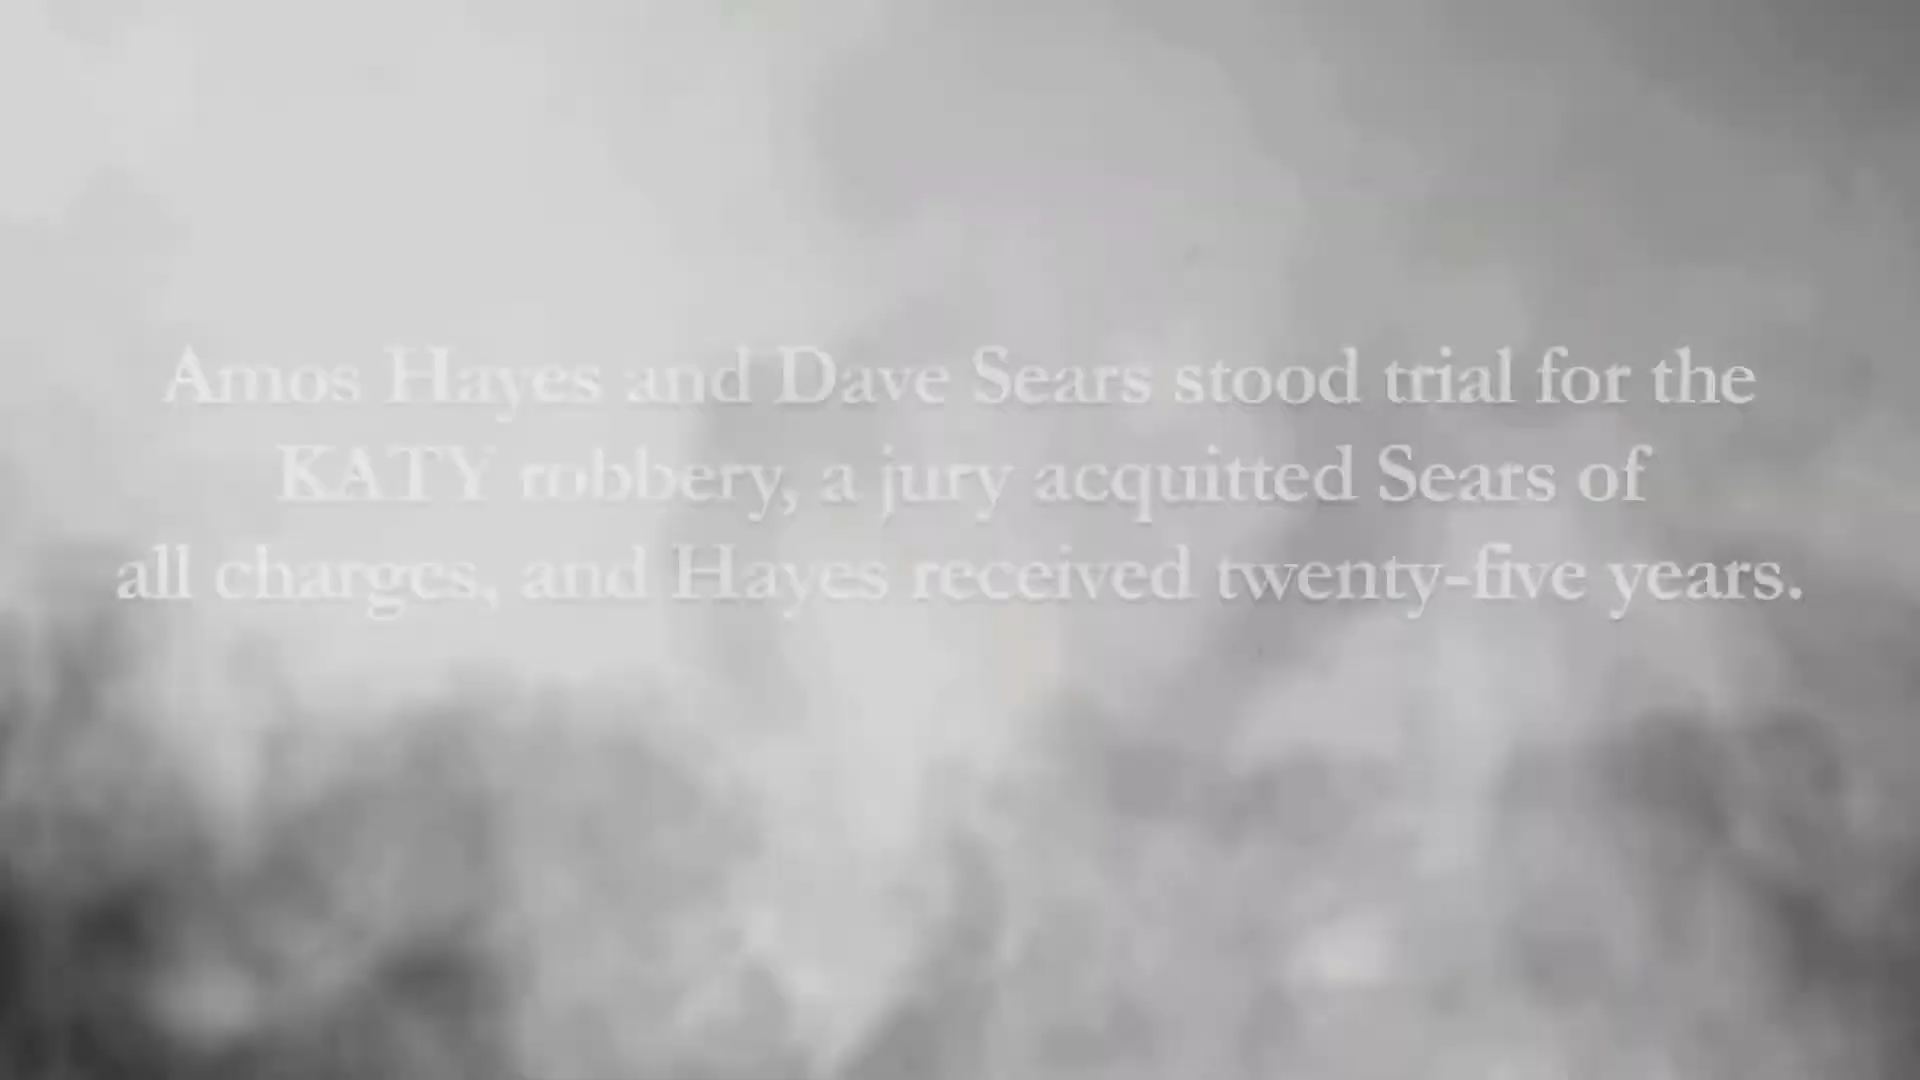 Amos Hayes and Dave Sears stood trial for the
KATY robbery, a jury acquitted Sears of
all charges, and Hayes received twenty-five years.